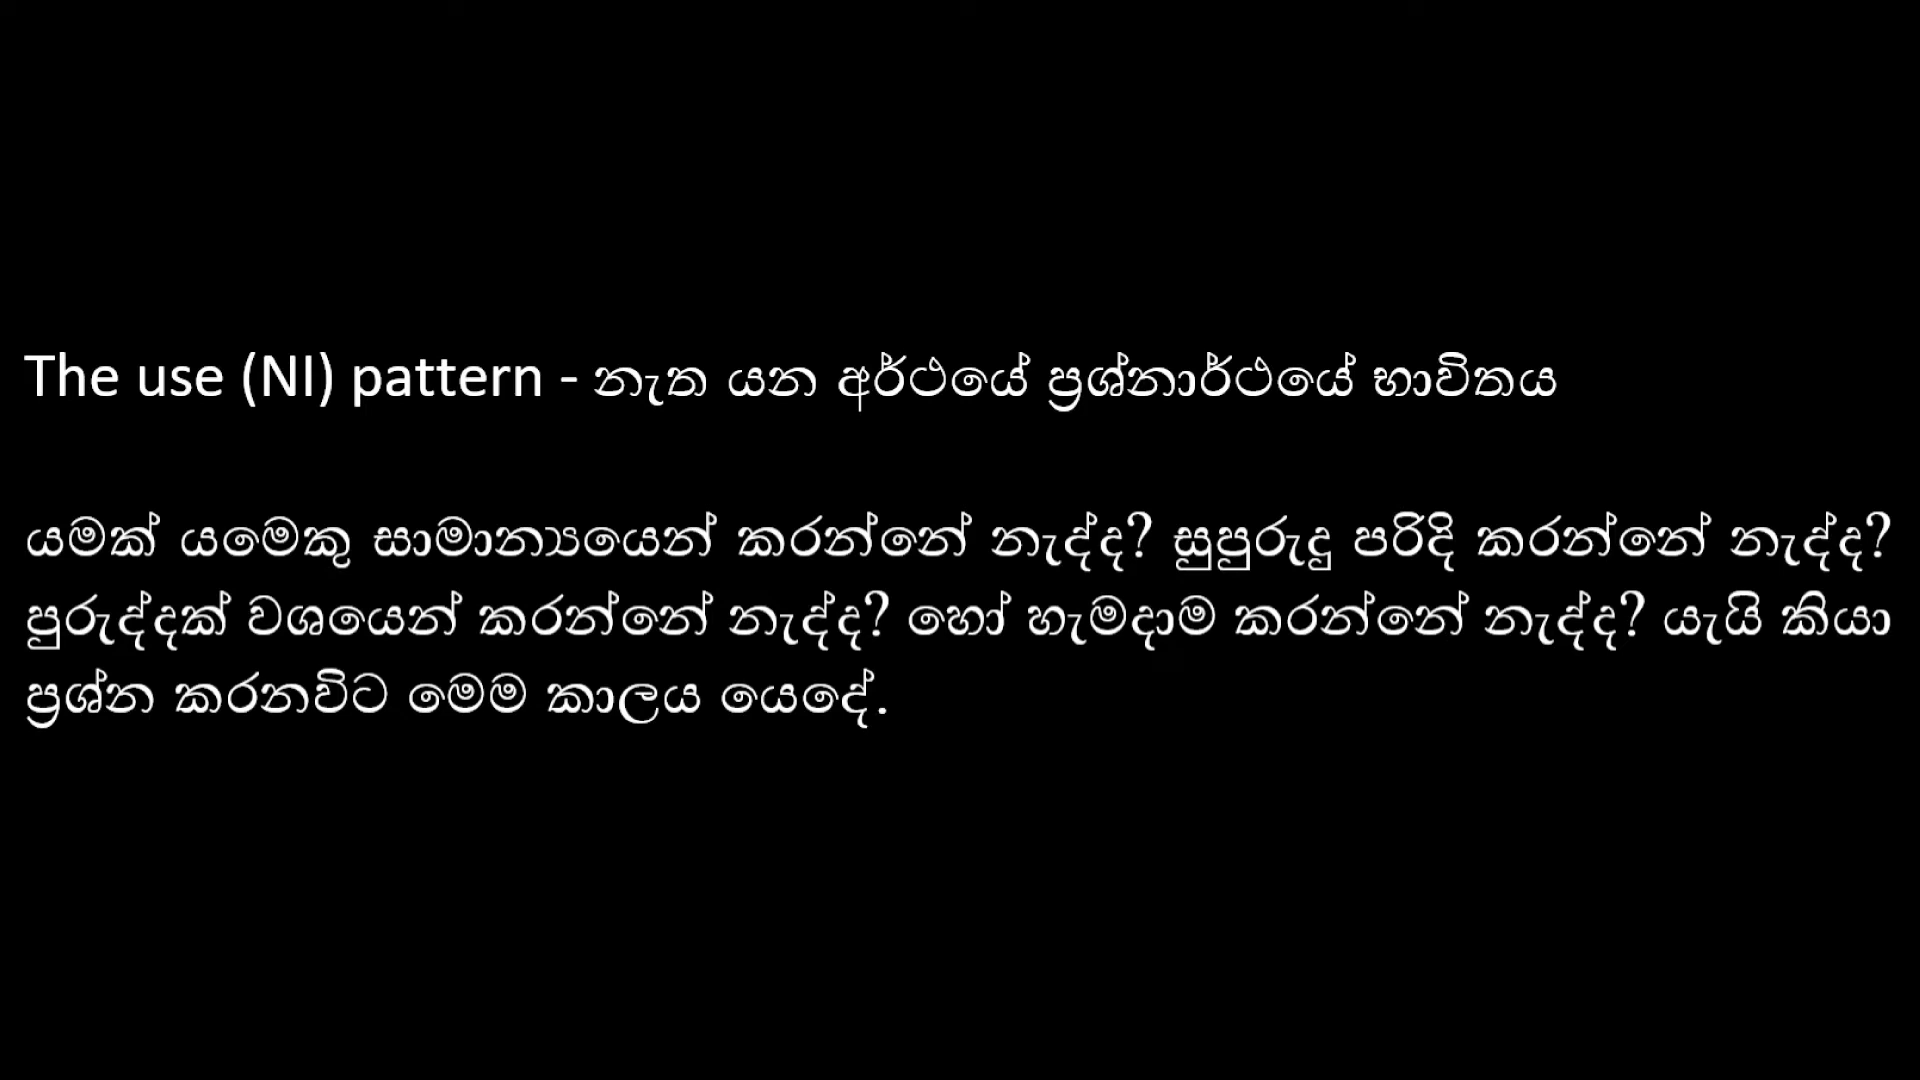 The use (NI) pattern - නැත යන අර්ථයේ ප්‍රශ්නාර්ථයේ භාවිතය
යමක් යමෙකු සාමාන්‍යයෙන් කරන්නේ නැද්ද? සුපුරුදු පරිදි කරන්නේ නැද්ද?
පුරුද්දක් වශයෙන් කරන්නේ නැද්ද? හෝ හැමදාම කරන්නේ නැද්ද? යැයි කියා
ප්‍රශ්න කරනවිට මෙම කාලය යෙදේ.